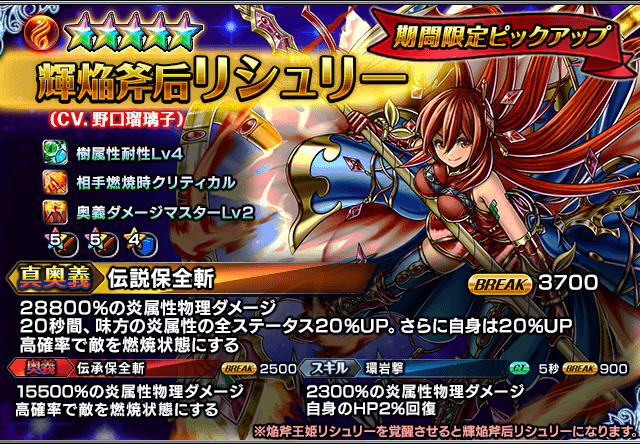 期間限定ピックアップ
輝焔斧后リシュリー
(CV.野口瑠璃子)
樹属性耐性Lv4
相手燃焼時クリティカル
奥義ダメージマスターLv2
5 5 4
真奥義 伝説保全斬 BREAK 3700
28800%の炎属性物理ダメージ
20秒間、味方の炎属性の全ステータス20%UP。さらに自身は20%UP
高確率で敵を燃焼状態にする
奥義 伝承保全斬 BREAK 2500
15500%の炎属性物理ダメージ
高確率で敵を燃焼状態にする
スキル 環岩撃 CT 5秒 BREAK 900
2300%の炎属性物理ダメージ
自身のHP2%回復
※焔斧王姫リシュリーを覚醒させると輝焔斧后リシュリーになります。